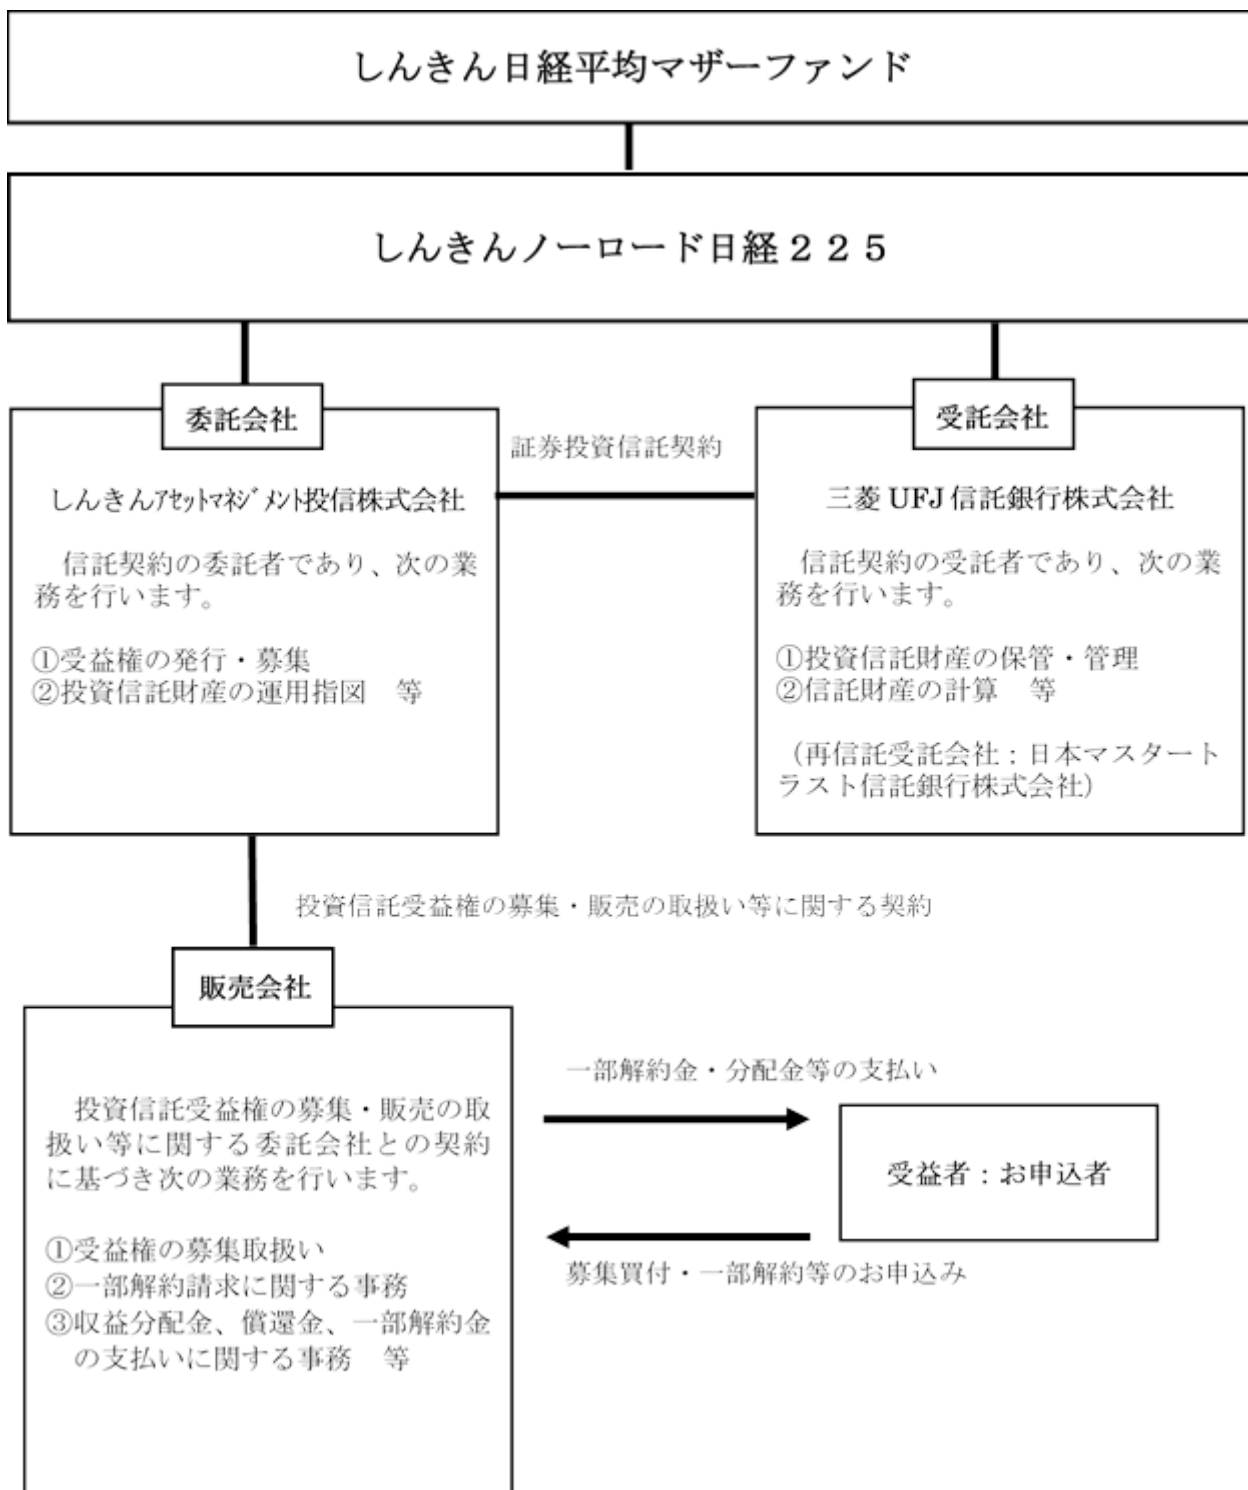 しんきん日経平均マザーファンド
しんきんノーロード日経２２５
委託会社
しんきんｱｾｯﾄﾏﾈｼﾞﾒﾝﾄ投信株式会社
信託契約の委託者であり、次の業
務を行います。
①受益権の発行・募集
②投資信託財産の運用指図　等
証券投資信託契約
受託会社
三菱 UFJ 信託銀行株式会社
信託契約の受託者であり、次の業
務を行います。
①投資信託財産の保管・管理
②信託財産の計算　等
（再信託受託会社：日本マスタート
ラスト信託銀行株式会社）
投資信託受益権の募集・販売の取扱い等に関する契約
販売会社
投資信託受益権の募集・販売の取
扱い等に関する委託会社との契約
に基づき次の業務を行います。
①受益権の募集取扱い
②一部解約請求に関する事務
③収益分配金、償還金、一部解約金
の支払いに関する事務　等
一部解約金・分配金等の支払い
受益者：お申込者
募集買付・一部解約等のお申込み